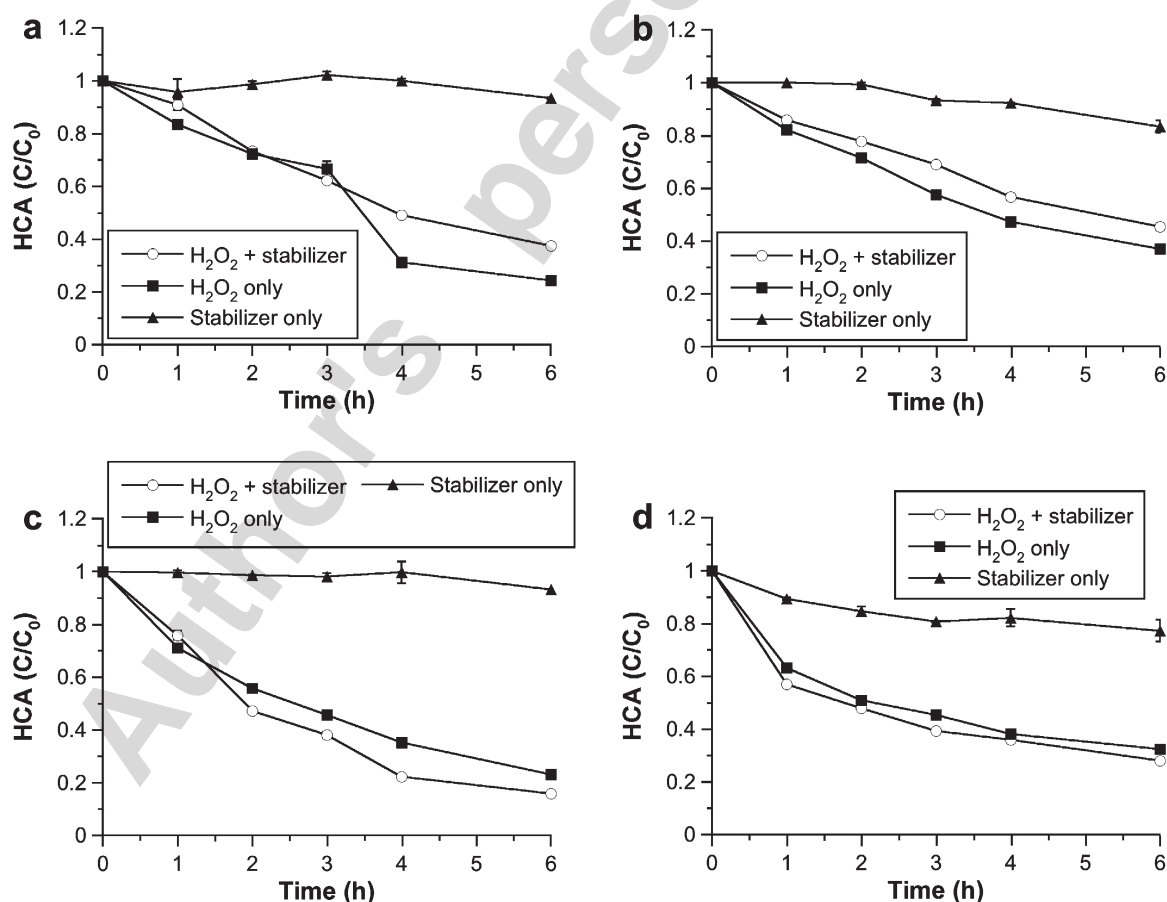 a
1.2
1
0.8
0.6
0.4
0.2
0
HCA (C/C₀)
H₂O₂ + stabilizer
H₂O₂ only
Stabilizer only
0 1 2 3 4 5 6
Time (h)
b
1.2
1
0.8
0.6
0.4
0.2
0
HCA (C/C₀)
H₂O₂ + stabilizer
H₂O₂ only
Stabilizer only
0 1 2 3 4 5 6
Time (h)
c
H₂O₂ + stabilizer
H₂O₂ only
Stabilizer only
1.2
1
0.8
0.6
0.4
0.2
0
HCA (C/C₀)
0 1 2 3 4 5 6
Time (h)
d
H₂O₂ + stabilizer
H₂O₂ only
Stabilizer only
1.2
1
0.8
0.6
0.4
0.2
0
HCA (C/C₀)
0 1 2 3 4 5 6
Time (h)
Author's perso